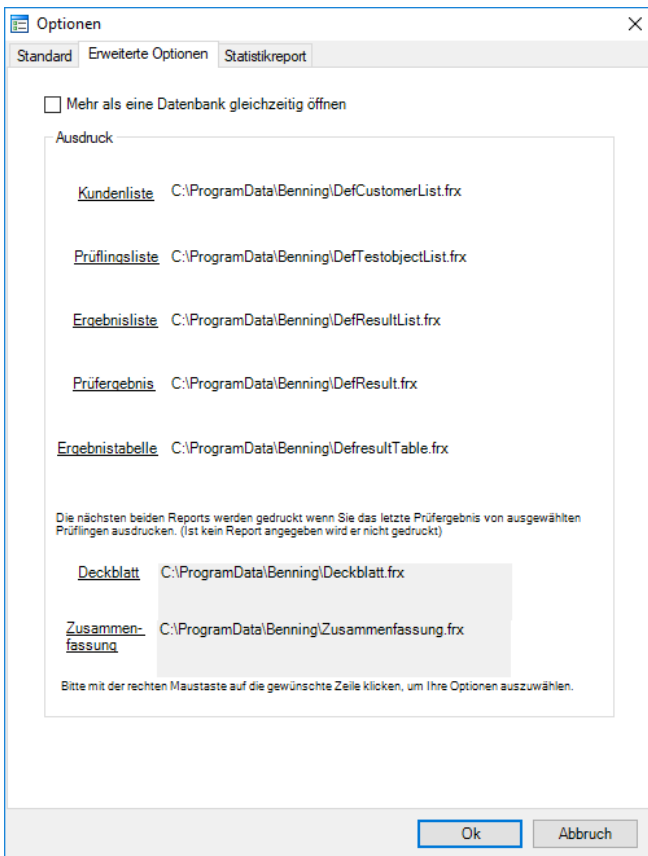 Optionen
Standard Erweiterte Optionen Statistikreport
Mehr als eine Datenbank gleichzeitig öffnen
Ausdruck
Kundenliste C:\ProgramData\Benning\DefCustomerList.frx
Prüflingsliste C:\ProgramData\Benning\DefTestobjectList.frx
Ergebnisliste C:\ProgramData\Benning\DefResultList.frx
Prüfergebnis C:\ProgramData\Benning\DefResult.frx
Ergebnistabelle C:\ProgramData\Benning\DefresultTable.frx
Die nächsten beiden Reports werden gedruckt wenn Sie das letzte Prüfergebnis von ausgewählten
Prüflingen ausdrucken. (Ist kein Report angegeben wird er nicht gedruckt)
Deckblatt C:\ProgramData\Benning\Deckblatt.frx
Zusammen- C:\ProgramData\Benning\Zusammenfassung.frx
fassung
Bitte mit der rechten Maustaste auf die gewünschte Zeile klicken, um Ihre Optionen auszuwählen.
Ok Abbruch